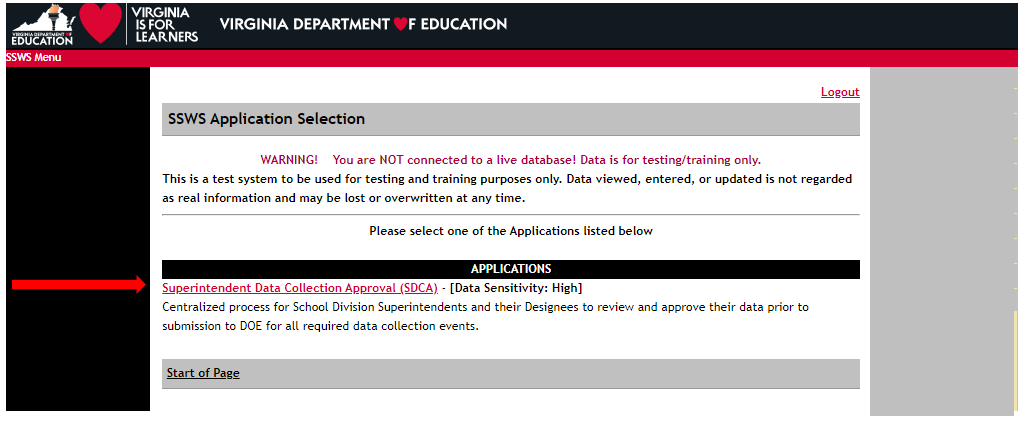 VIRGINIA DEPARTMENT OF EDUCATION
VIRGINIA
IS FOR
LEARNERS
VIRGINIA DEPARTMENT OF EDUCATION
SSWS Menu
Logout
SSWS Application Selection
WARNING! You are NOT connected to a live database! Data is for testing/training only.
This is a test system to be used for testing and training purposes only. Data viewed, entered, or updated is not regarded
as real information and may be lost or overwritten at any time.
Please select one of the Applications listed below
APPLICATIONS
Superintendent Data Collection Approval (SDCA) - [Data Sensitivity: High]
Centralized process for School Division Superintendents and their Designees to review and approve their data prior to
submission to DOE for all required data collection events.
Start of Page